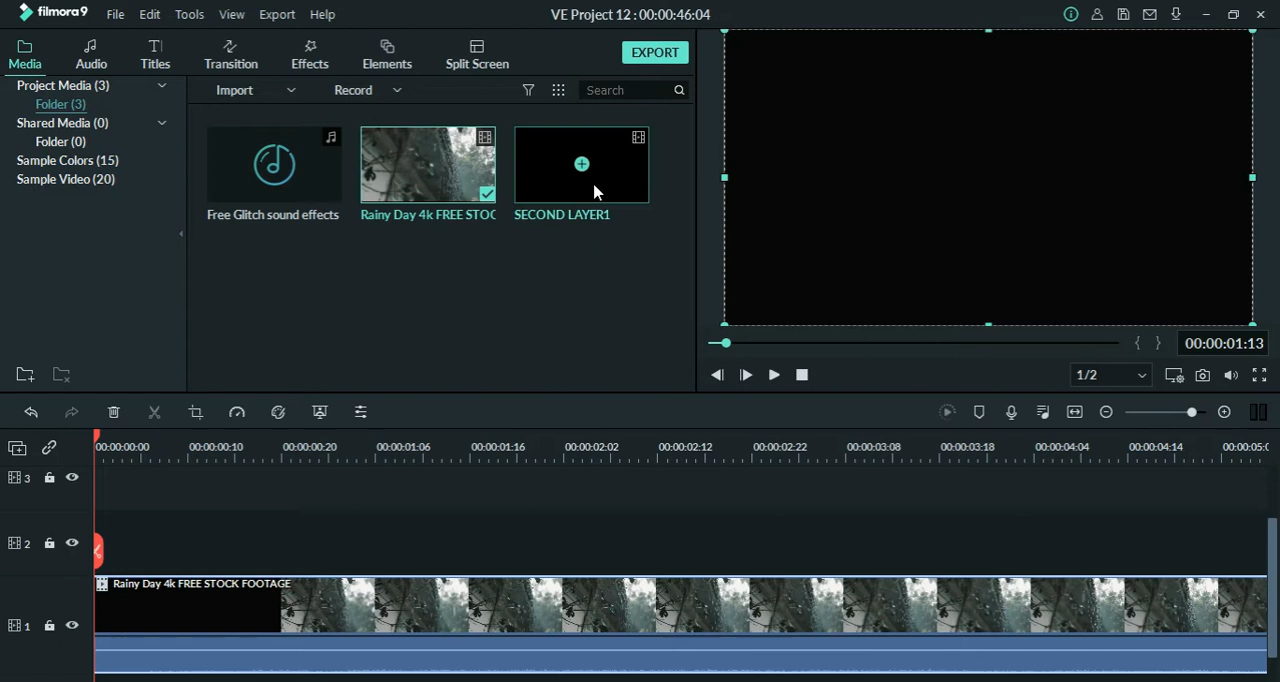 filmora9 File Edit Tools View Export Help VE Project 12 : 00:00:46:04
Media Audio Titles Transition Effects Elements Split Screen EXPORT
Project Media (3)
Folder (3)
Shared Media (0)
Folder (0)
Sample Colors (15)
Sample Video (20)
Import Record Search
Free Glitch sound effects Rainy Day 4k FREE STOC SECOND LAYER1
{ } 00:00:01:13
1/2
00:00:00:00 00:00:00:10 00:00:00:20 00:00:01:06 00:00:01:16 00:00:02:02 00:00:02:12 00:00:02:22 00:00:03:08 00:00:03:18 00:00:04:04 00:00:04:14 00:00:05:0
3
2
Rainy Day 4k FREE STOCK FOOTAGE
1